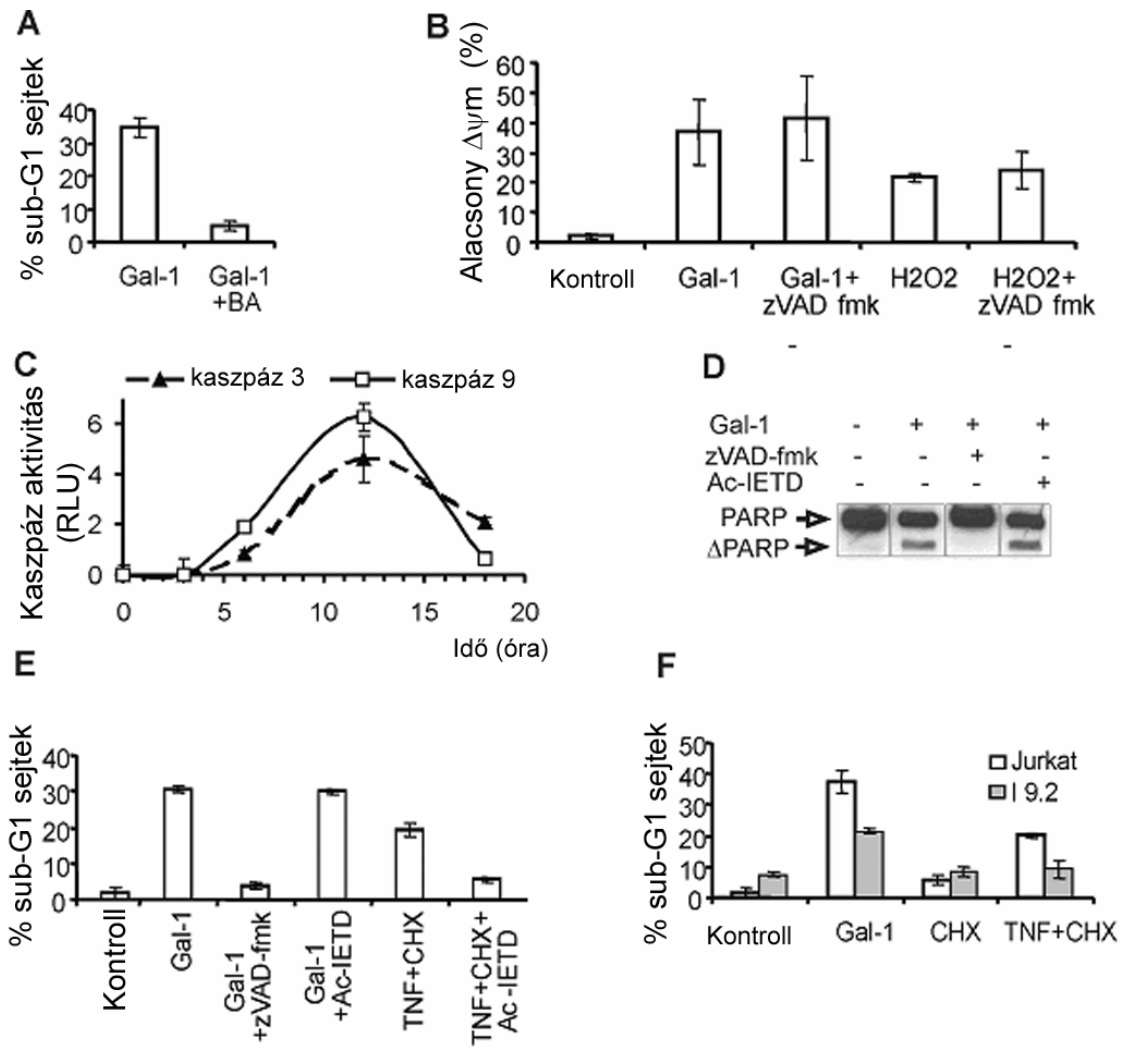 A
% sub-G1 sejtek
40
30
20
10
0
Gal-1
Gal-1
+BA
B
Alacsony Δψm (%)
60
50
40
30
20
10
0
Kontroll
Gal-1
Gal-1+
zVAD fmk
-
H2O2
H2O2+
zVAD fmk
-
C
kaszpáz 3
kaszpáz 9
Kaszpáz aktivitás
(RLU)
6
4
2
0
0 5 10 15 20
Idő (óra)
D
Gal-1 - + + +
zVAD-fmk - - + -
Ac-IETD - - - +
PARP
ΔPARP
E
% sub-G1 sejtek
40
30
20
10
0
Kontroll
Gal-1
Gal-1
+zVAD-fmk
Gal-1
+Ac-IETD
TNF+CHX
TNF+CHX+
Ac -IETD
F
% sub-G1 sejtek
50
40
30
20
10
0
Jurkat
I 9.2
Kontroll
Gal-1
CHX
TNF+CHX